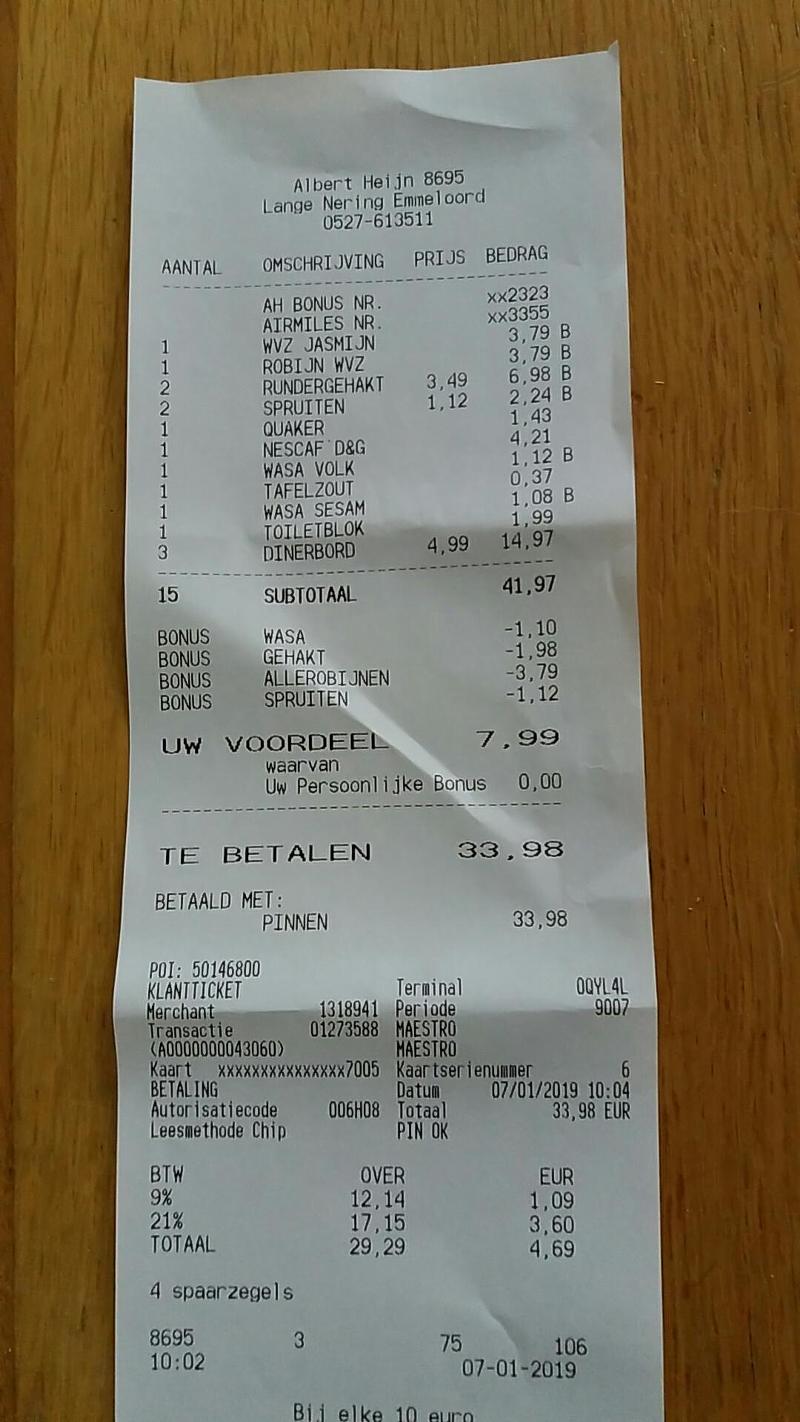 Albert Heijn 8695
Lange Nering Emmeloord
0527-613511
AANTAL OMSCHRIJVING PRIJS BEDRAG
AH BONUS NR. xx2323
AIRMILES NR. xx3355
1 WVZ JASMIJN 3,79 B
1 ROBIJN WVZ 3,79 B
2 RUNDERGEHAKT 3,49 6,98 B
2 SPRUITEN 1,12 2,24 B
1 QUAKER 1,43
1 NESCAF D&G 4,21
1 WASA VOLK 1,12 B
1 TAFELZOUT 0,37
1 WASA SESAM 1,08 B
1 TOILETBLOK 1,99
3 DINERBORD 4,99 14,97
15 SUBTOTAAL 41,97
BONUS WASA -1,10
BONUS GEHAKT -1,98
BONUS ALLEROBIJNEN -3,79
BONUS SPRUITEN -1,12
UW VOORDEEL 7,99
waarvan
Uw Persoonlijke Bonus 0,00
TE BETALEN 33,98
BETAALD MET:
PINNEN 33,98
POI: 50146800
KLANTTICKET Terminal 0QYL4L
Merchant 1318941 Periode 9007
Transactie 01273588 MAESTRO
(A0000000043060) MAESTRO
Kaart xxxxxxxxxxxxxxx7005 Kaartserienummer 6
BETALING Datum 07/01/2019 10:04
Autorisatiecode 006H08 Totaal 33,98 EUR
Leesmethode Chip PIN OK
BTW OVER EUR
9% 12,14 1,09
21% 17,15 3,60
TOTAAL 29,29 4,69
4 spaarzegels
8695 3 75 106
10:02 07-01-2019
Bij elke 10 euro